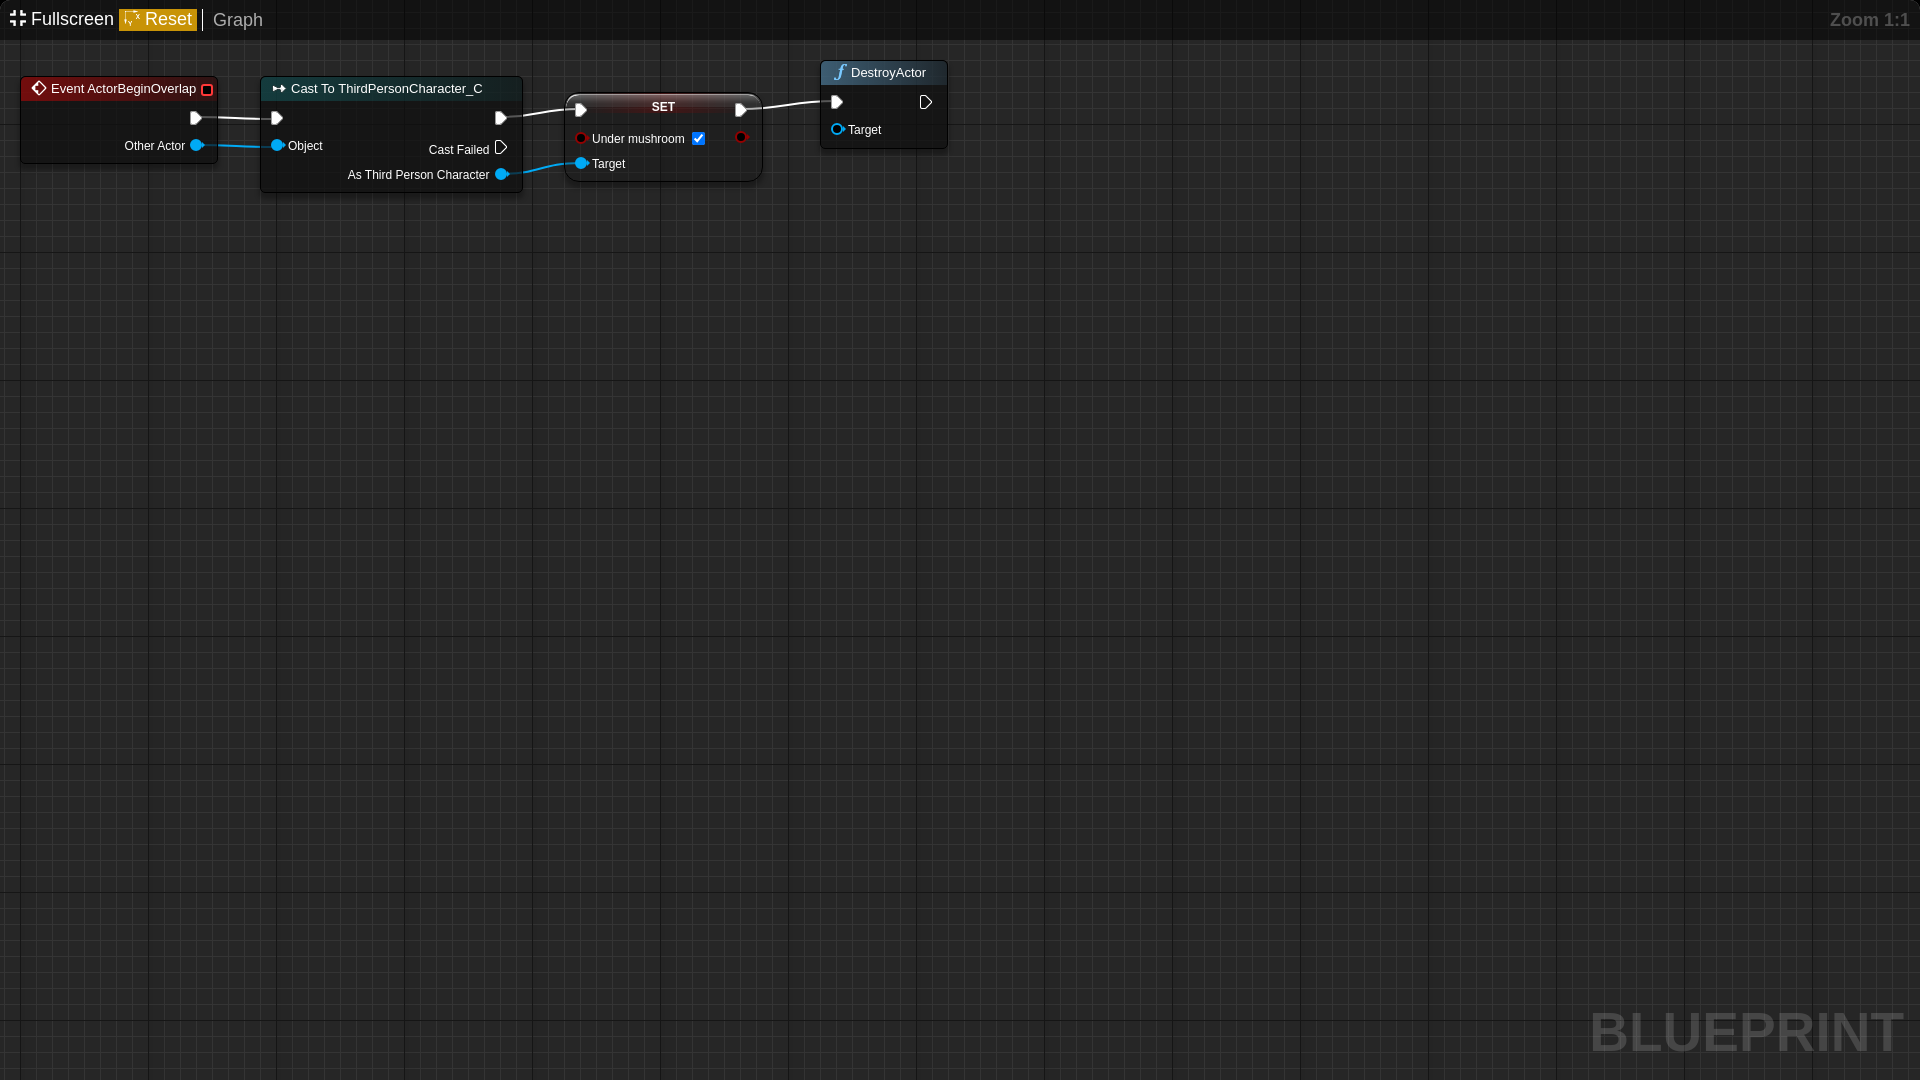 Fullscreen Reset Graph Zoom 1:1
Event ActorBeginOverlap
Other Actor
Cast To ThirdPersonCharacter_C
Object
Cast Failed
As Third Person Character
SET
Under mushroom
Target
DestroyActor
Target
BLUEPRINT